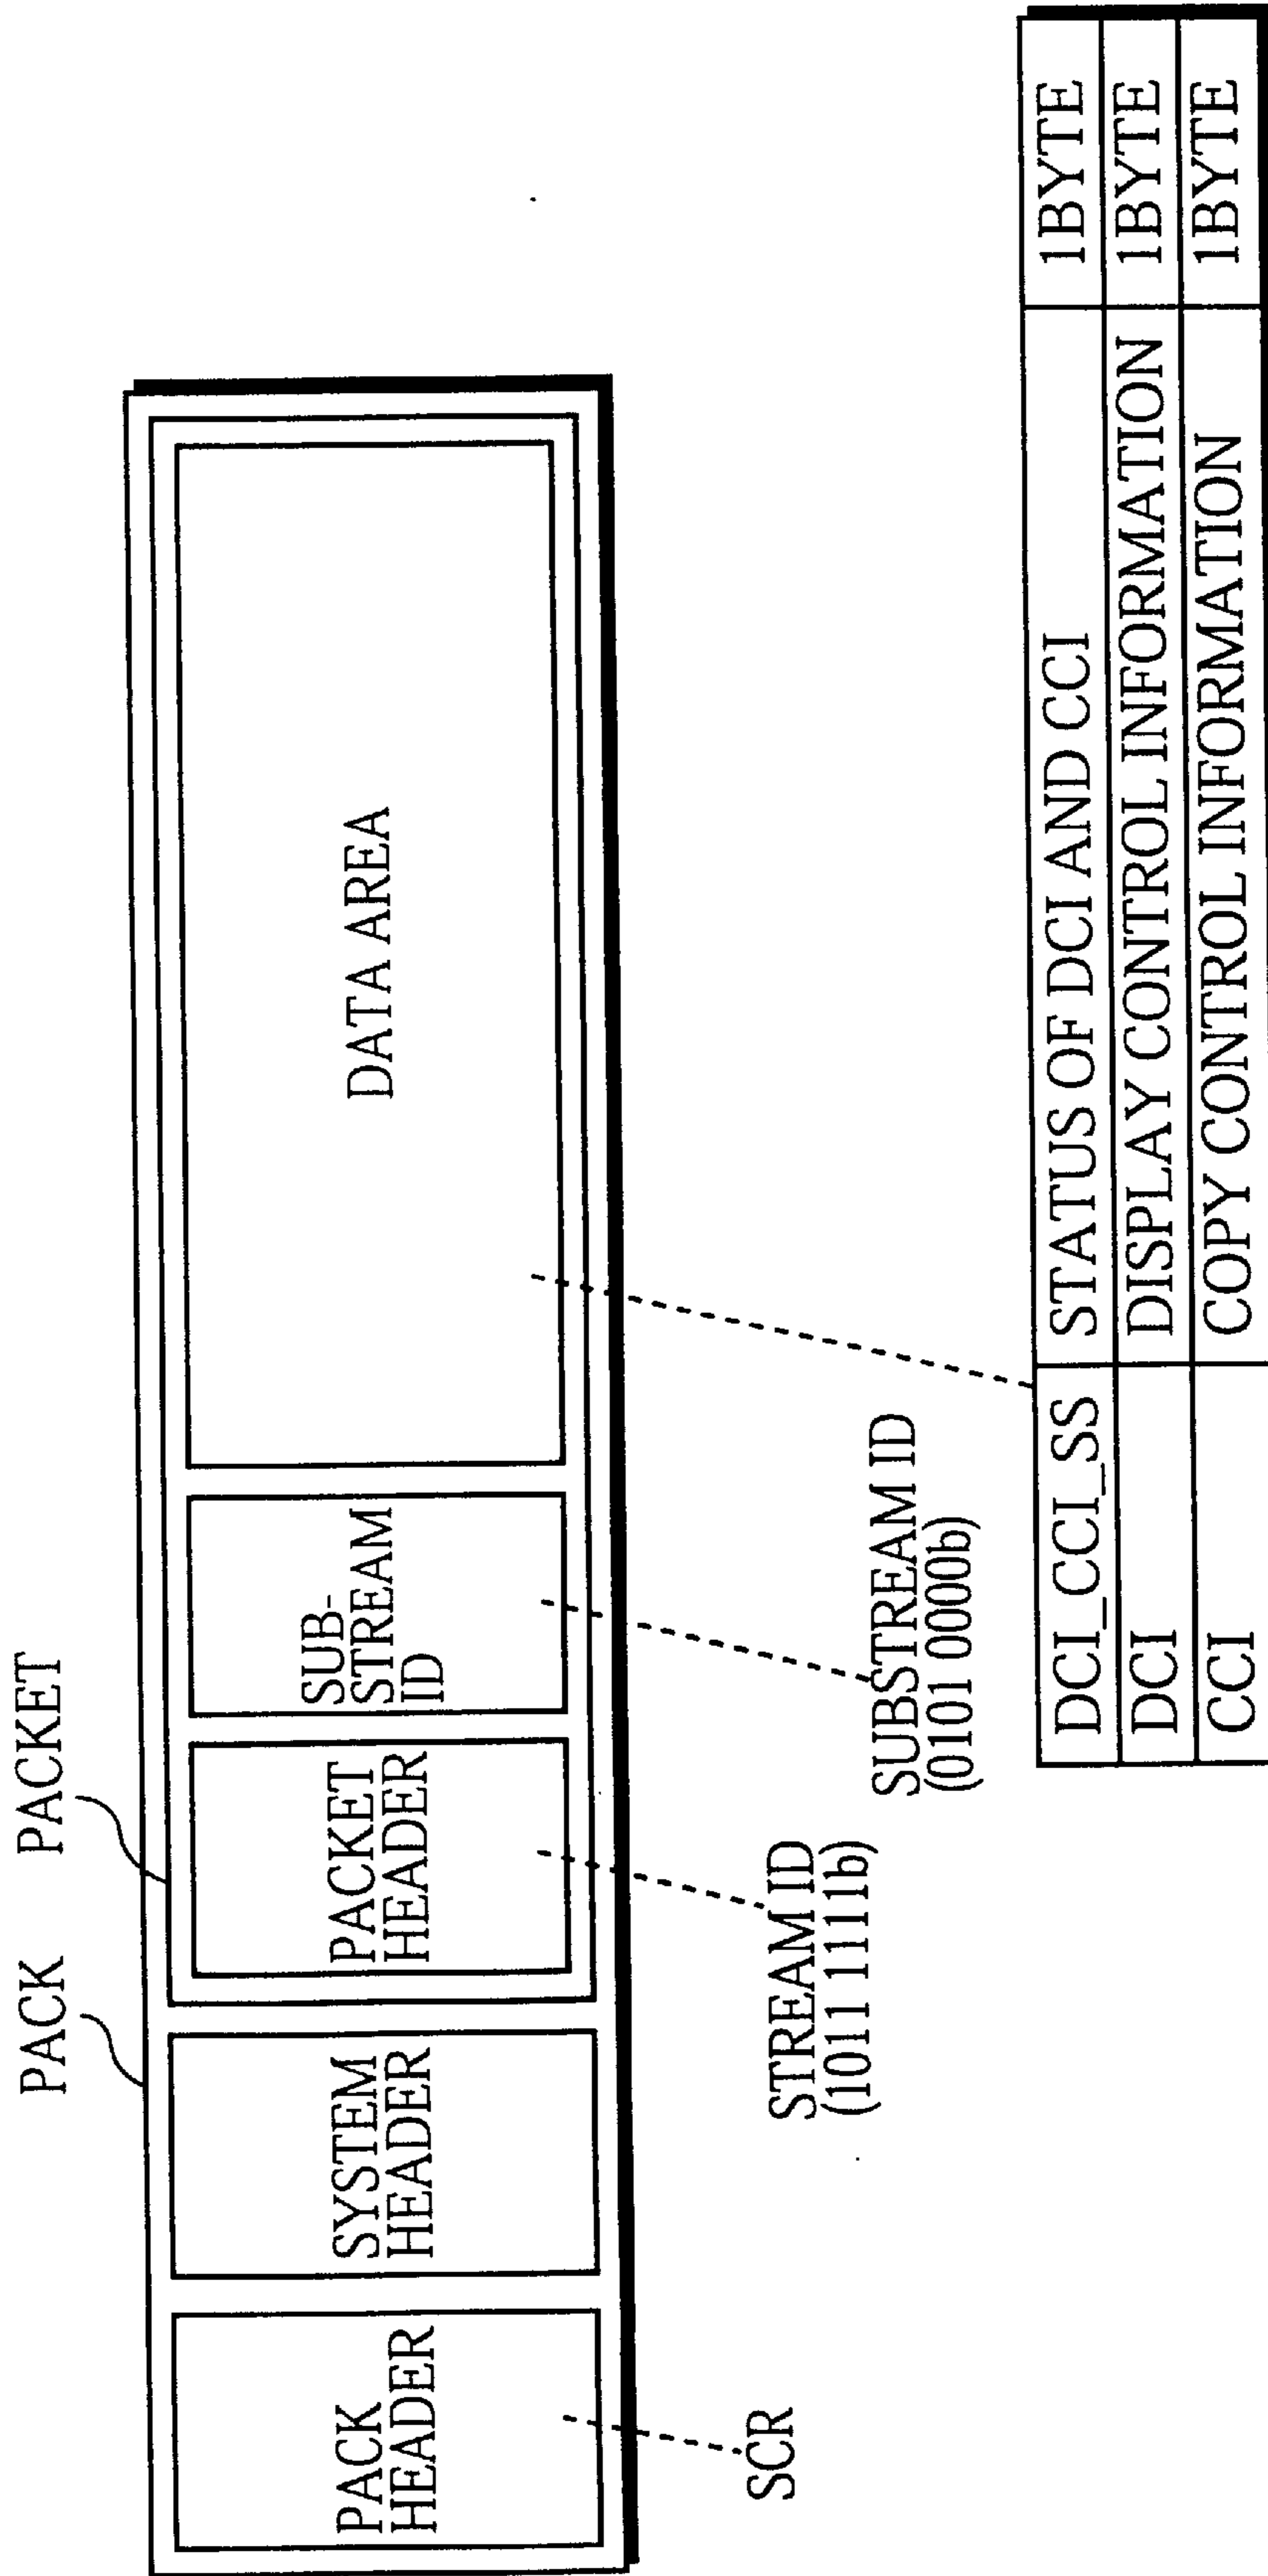 PACK
PACKET
PACK
HEADER
SYSTEM
HEADER
PACKET
HEADER
SUB-
STREAM
ID
DATA AREA
SCR
STREAM ID
(1011 1111b)
SUBSTREAM ID
(0101 0000b)
DCI_CCI_SS STATUS OF DCI AND CCI 1BYTE
DCI DISPLAY CONTROL INFORMATION 1BYTE
CCI COPY CONTROL INFORMATION 1BYTE